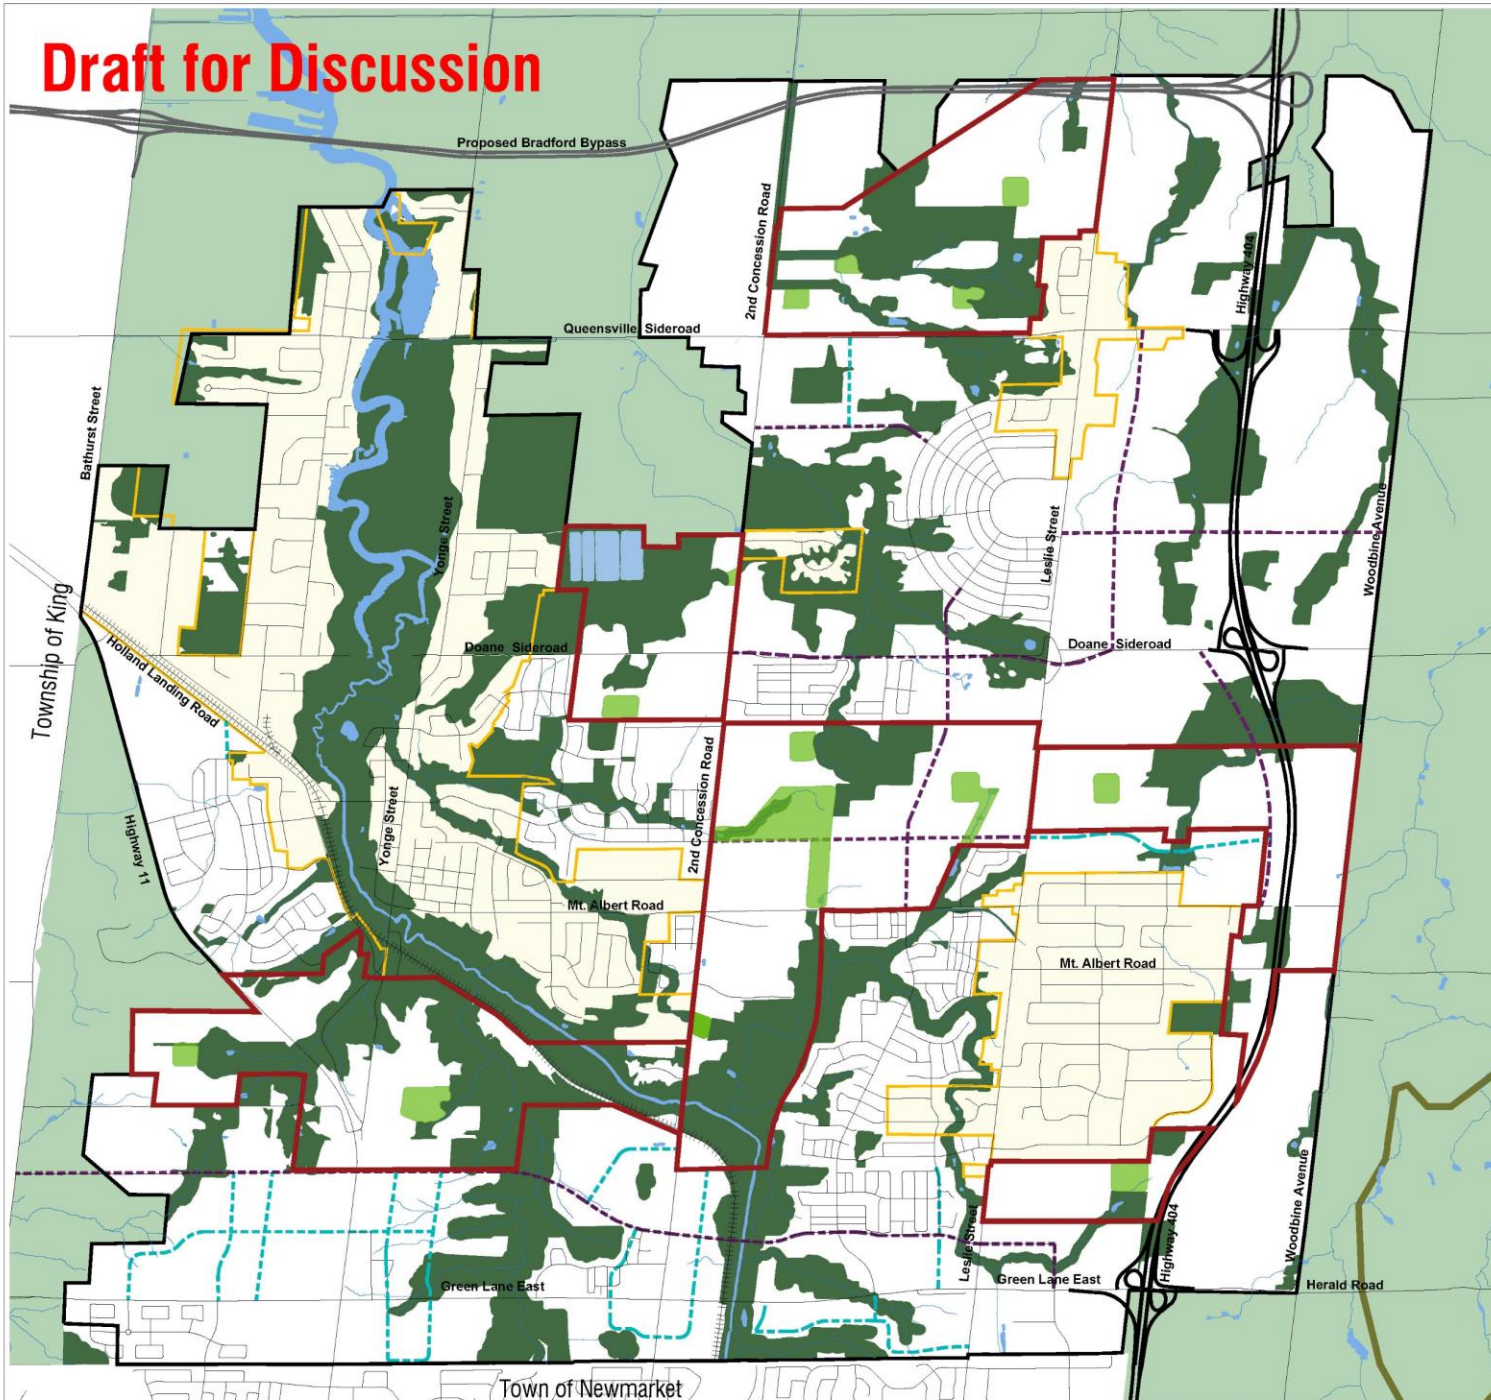 Draft for Discussion
Proposed Bradford Bypass
2nd Concession Road
Highway 404
Queensville Sideroad
Bathurst Street
Yonge Street
Leslie Street
Woodbine Avenue
Township of King
Holland Landing Road
Doane Sideroad
Doane Sideroad
Highway 11
Yonge Street
2nd Concession Road
Mt. Albert Road
Mt. Albert Road
Leslie Street
Highway 404
Woodbine Avenue
Green Lane East
Green Lane East
Herald Road
Town of Newmarket